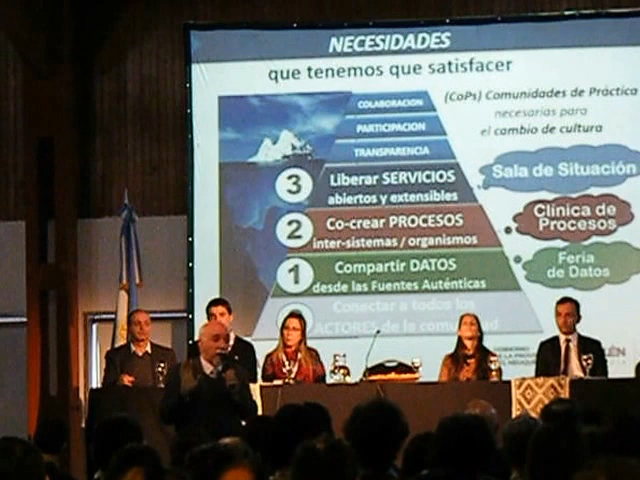 NECESIDADES
que tenemos que satisfacer
(CoPs) Comunidades de Práctica
necesarias para
el cambio de cultura
COLABORACION
PARTICIPACION
TRANSPARENCIA
3 Liberar SERVICIOS
abiertos y extensibles
2 Co-crear PROCESOS
inter-sistemas / organismos
1 Compartir DATOS
desde las Fuentes Auténticas
Conectar a todos los
ACTORES de la comunidad
Sala de Situación
Clínica de
Procesos
Feria
de Datos